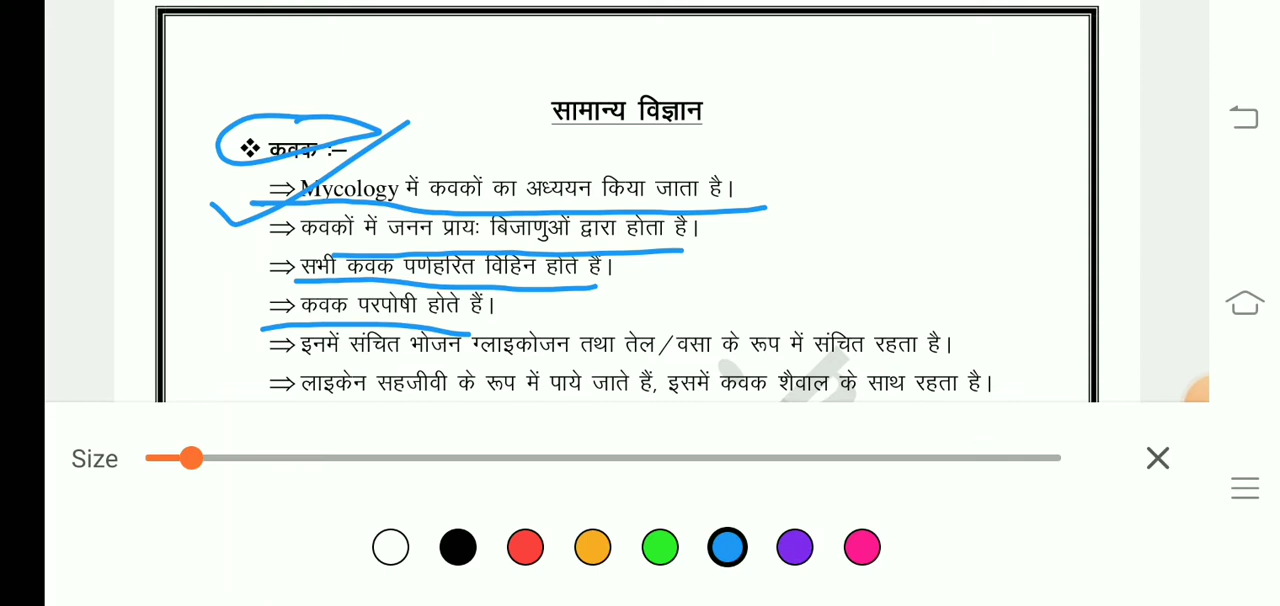 सामान्य विज्ञान
❖ कवक :–
⇒ Mycology में कवकों का अध्ययन किया जाता है।
⇒ कवकों में जनन प्रायः बिजाणुओं द्वारा होता है।
⇒ सभी कवक पर्णहरित विहिन होते हैं।
⇒ कवक परपोषी होते हैं।
⇒ इनमें संचित भोजन ग्लाइकोजन तथा तेल/वसा के रूप में संचित रहता है।
⇒ लाइकेन सहजीवी के रूप में पाये जाते हैं, इसमें कवक शैवाल के साथ रहता है।
Size